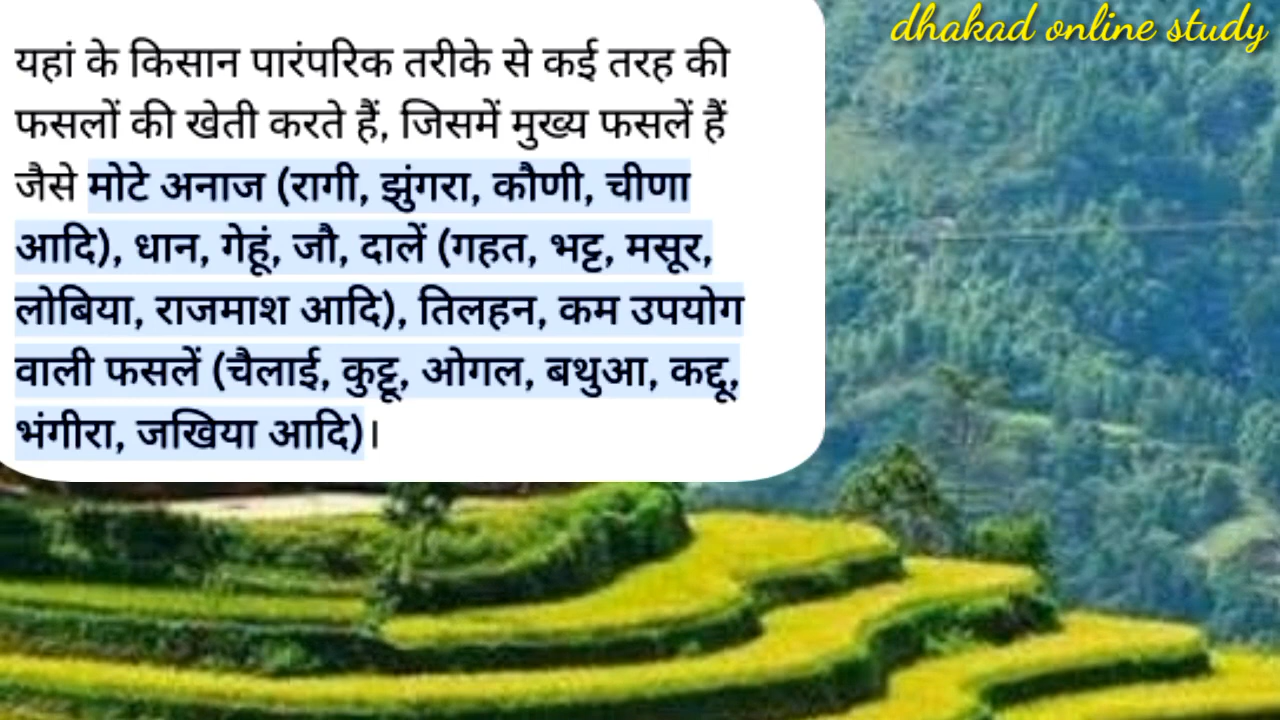 dhakad online study
यहां के किसान पारंपरिक तरीके से कई तरह की
फसलों की खेती करते हैं, जिसमें मुख्य फसलें हैं
जैसे मोटे अनाज (रागी, झुंगरा, कौणी, चीणा
आदि), धान, गेहूं, जौ, दालें (गहत, भट्ट, मसूर,
लोबिया, राजमाश आदि), तिलहन, कम उपयोग
वाली फसलें (चैलाई, कुट्टू, ओगल, बथुआ, कद्दू,
भंगीरा, जखिया आदि)।